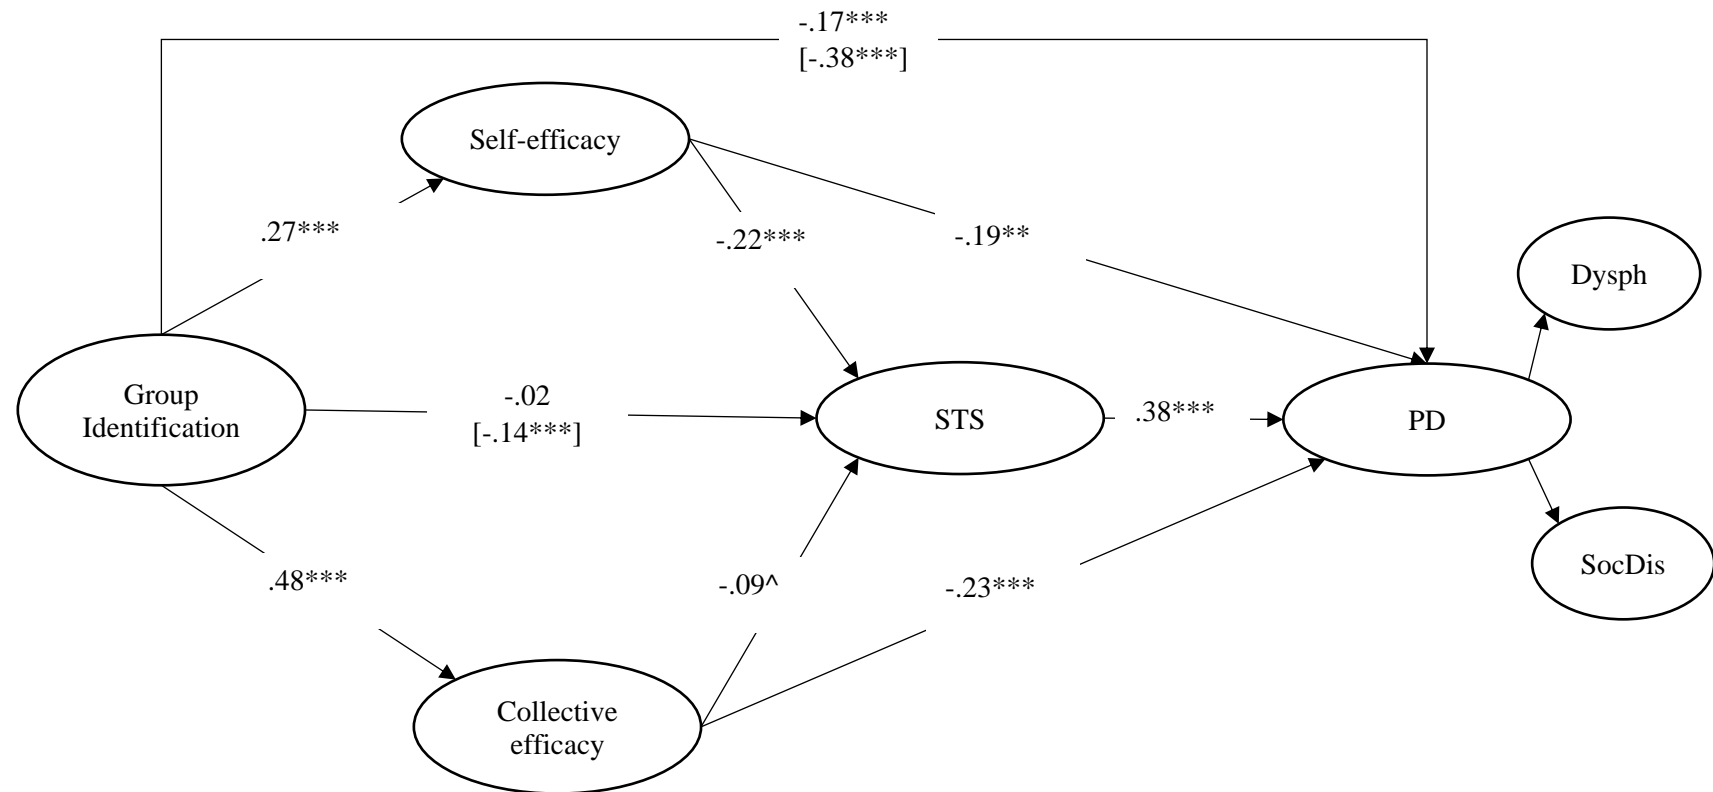 -.17***
[-.38***]
Self-efficacy
.27***
-.22***
-.19**
Dysph
Group
Identification
-.02
[-.14***]
STS
.38***
PD
.48***
-.09^
-.23***
SocDis
Collective
efficacy